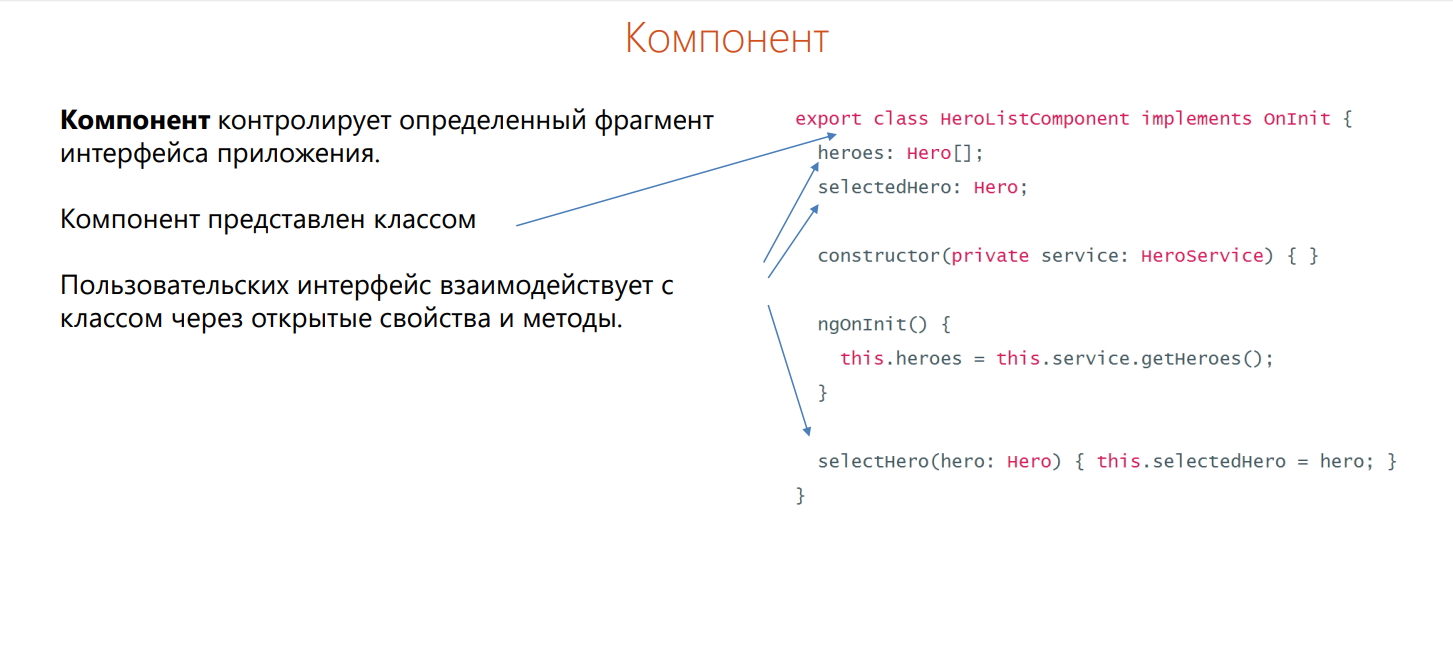 Компонент
Компонент контролирует определенный фрагмент
интерфейса приложения.
Компонент представлен классом
Пользовательских интерфейс взаимодействует с
классом через открытые свойства и методы.
export class HeroListComponent implements OnInit {
heroes: Hero[];
selectedHero: Hero;
constructor(private service: HeroService) { }
ngOnInit() {
this.heroes = this.service.getHeroes();
}
selectHero(hero: Hero) { this.selectedHero = hero; }
}